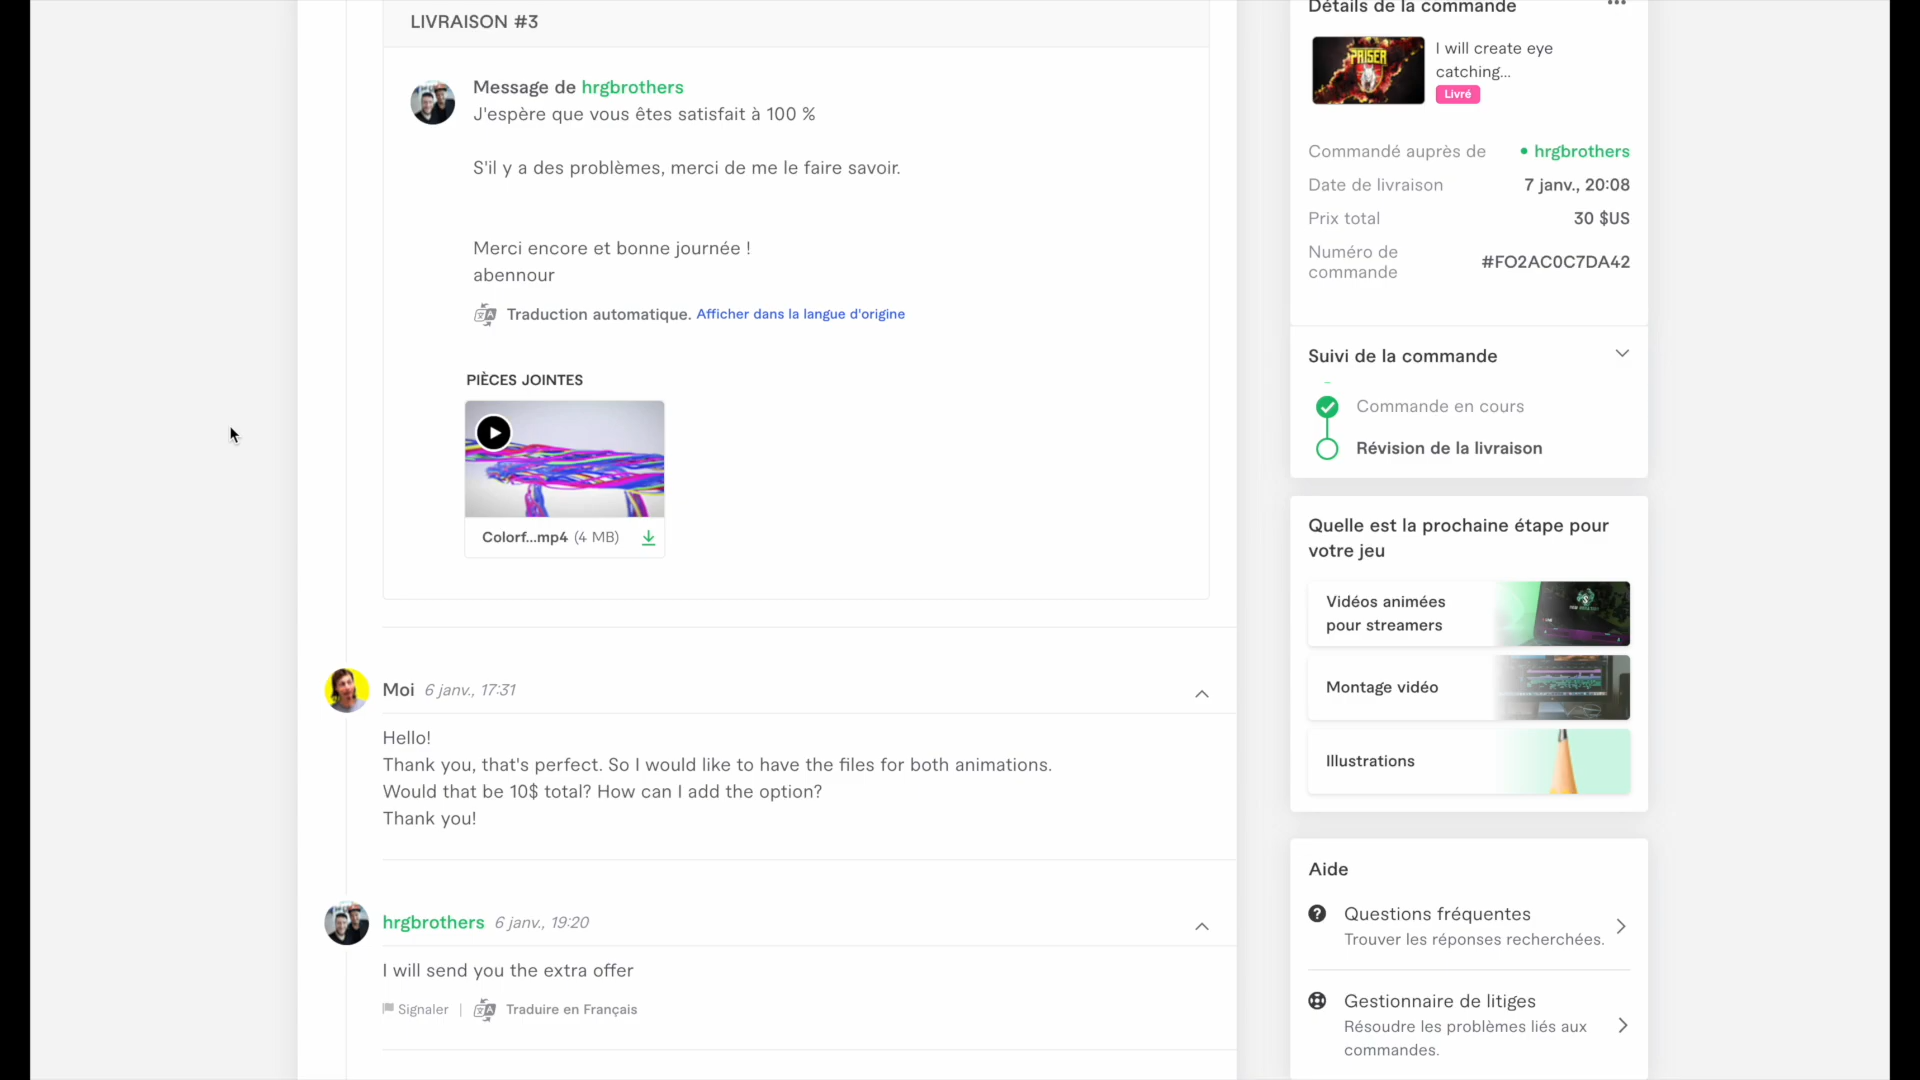 LIVRAISON #3
Message de hrgbrothers
J'espère que vous êtes satisfait à 100 %
S'il y a des problèmes, merci de me le faire savoir.
Merci encore et bonne journée !
abennour
Traduction automatique. Afficher dans la langue d'origine
PIÈCES JOINTES
Colorf...mp4 (4 MB)
Moi 6 janv., 17:31
Hello!
Thank you, that's perfect. So I would like to have the files for both animations.
Would that be 10$ total? How can I add the option?
Thank you!
hrgbrothers 6 janv., 19:20
I will send you the extra offer
Signaler | Traduire en Français
Détails de la commande
PRISER
I will create eye
catching...
Livré
Commandé auprès de hrgbrothers
Date de livraison 7 janv., 20:08
Prix total 30 $US
Numéro de
commande #FO2AC0C7DA42
Suivi de la commande
Commande en cours
Révision de la livraison
Quelle est la prochaine étape pour
votre jeu
Vidéos animées
pour streamers
Montage vidéo
Illustrations
Aide
Questions fréquentes
Trouver les réponses recherchées.
Gestionnaire de litiges
Résoudre les problèmes liés aux
commandes.